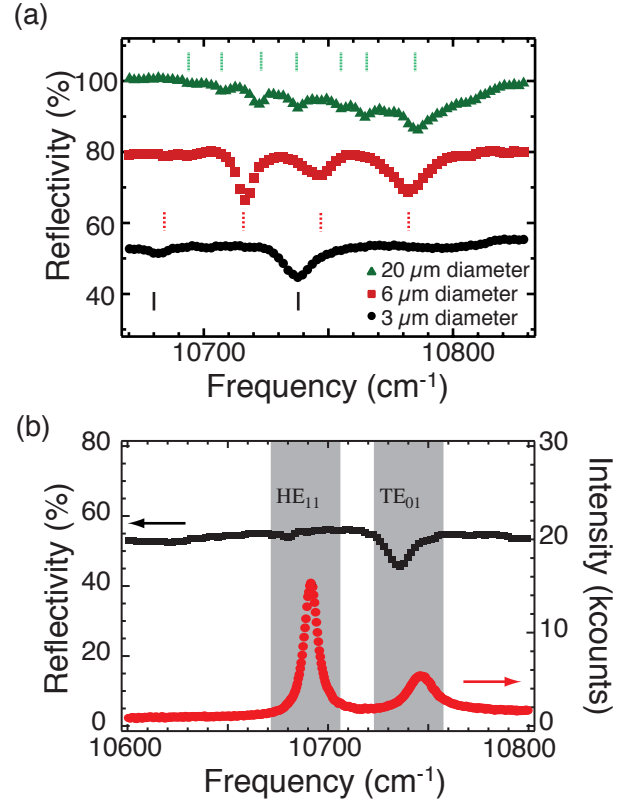 (a)
Reflectivity (%)
100
80
60
40
20 µm diameter
6 µm diameter
3 µm diameter
10700
10800
Frequency (cm⁻¹)
(b)
Reflectivity (%)
80
60
40
20
0
HE₁₁
TE₀₁
30
20
10
0
Intensity (kcounts)
10600
10700
10800
Frequency (cm⁻¹)